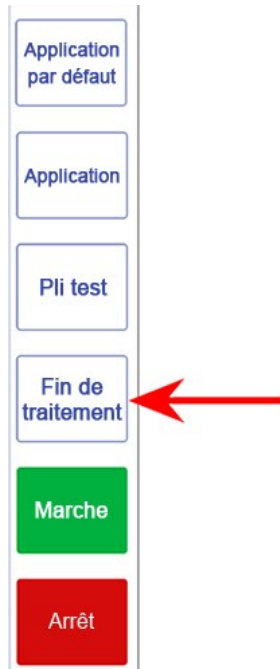 Application
par défaut
Application
Pli test
Fin de
traitement
Marche
Arrêt